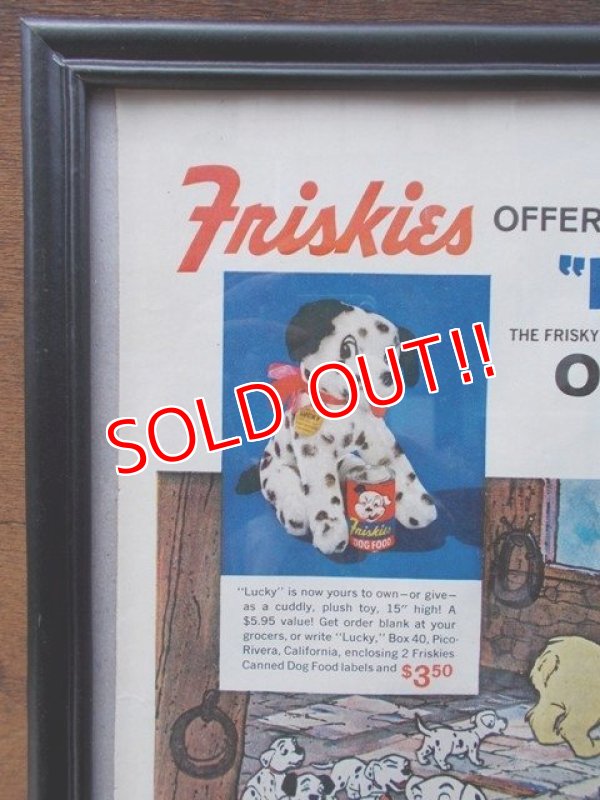 Friskies OFFER
"
THE FRISKY
O
SOLD OUT!!
LUCKY
Friskies
DOG FOOD
"Lucky" is now yours to own—or give—
as a cuddly, plush toy, 15" high! A
$5.95 value! Get order blank at your
grocers, or write "Lucky," Box 40, Pico-
Rivera, California, enclosing 2 Friskies
Canned Dog Food labels and $3 50